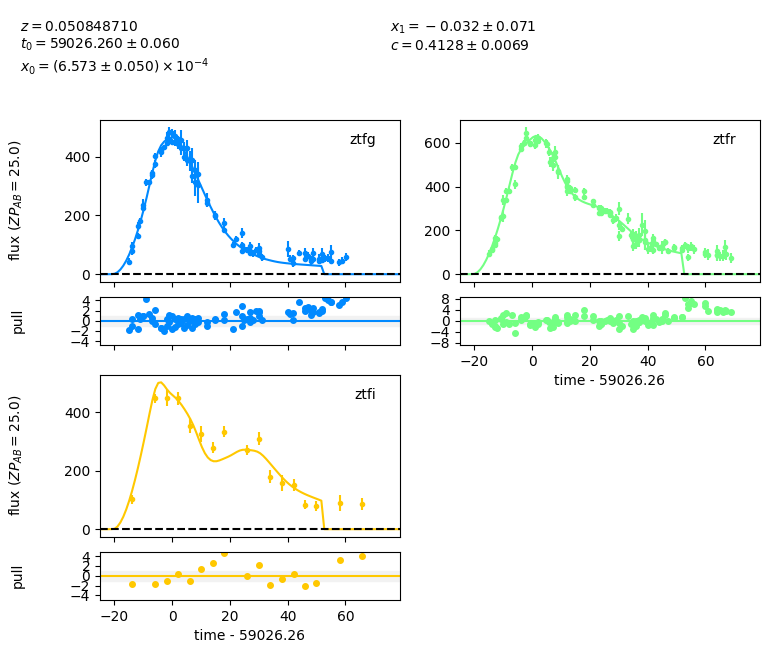 z = 0.050848710
t₀ = 59026.260 ± 0.060
x₀ = (6.573 ± 0.050) × 10⁻⁴
x₁ = −0.032 ± 0.071
c = 0.4128 ± 0.0069
flux (ZP_AB = 25.0)
400
200
0
ztfg
600
400
200
0
ztfr
pull
4
2
0
−2
−4
8
4
0
−4
−8
−20
0
20
40
60
time - 59026.26
flux (ZP_AB = 25.0)
400
200
0
ztfi
pull
4
2
0
−2
−4
−20
0
20
40
60
time - 59026.26